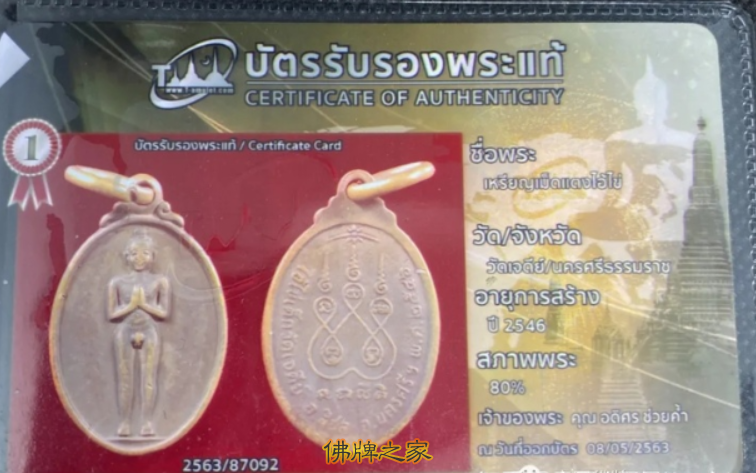 T
www.T-amulet.com
บัตรรับรองพระแท้
CERTIFICATE OF AUTHENTICITY
1
บัตรรับรองพระแท้ / Certificate Card
ชื่อพระ
เหรียญเม็ดแตงไอ้ไข่
วัด/จังหวัด
วัดเจดีย์/นครศรีธรรมราช
อายุการสร้าง
ปี 2546
สภาพพระ
80%
เจ้าของพระ คุณ อดิศร ช่วยค้ำ
ณ วันที่ออกบัตร 08/05/2563
2563/87092
佛牌之家